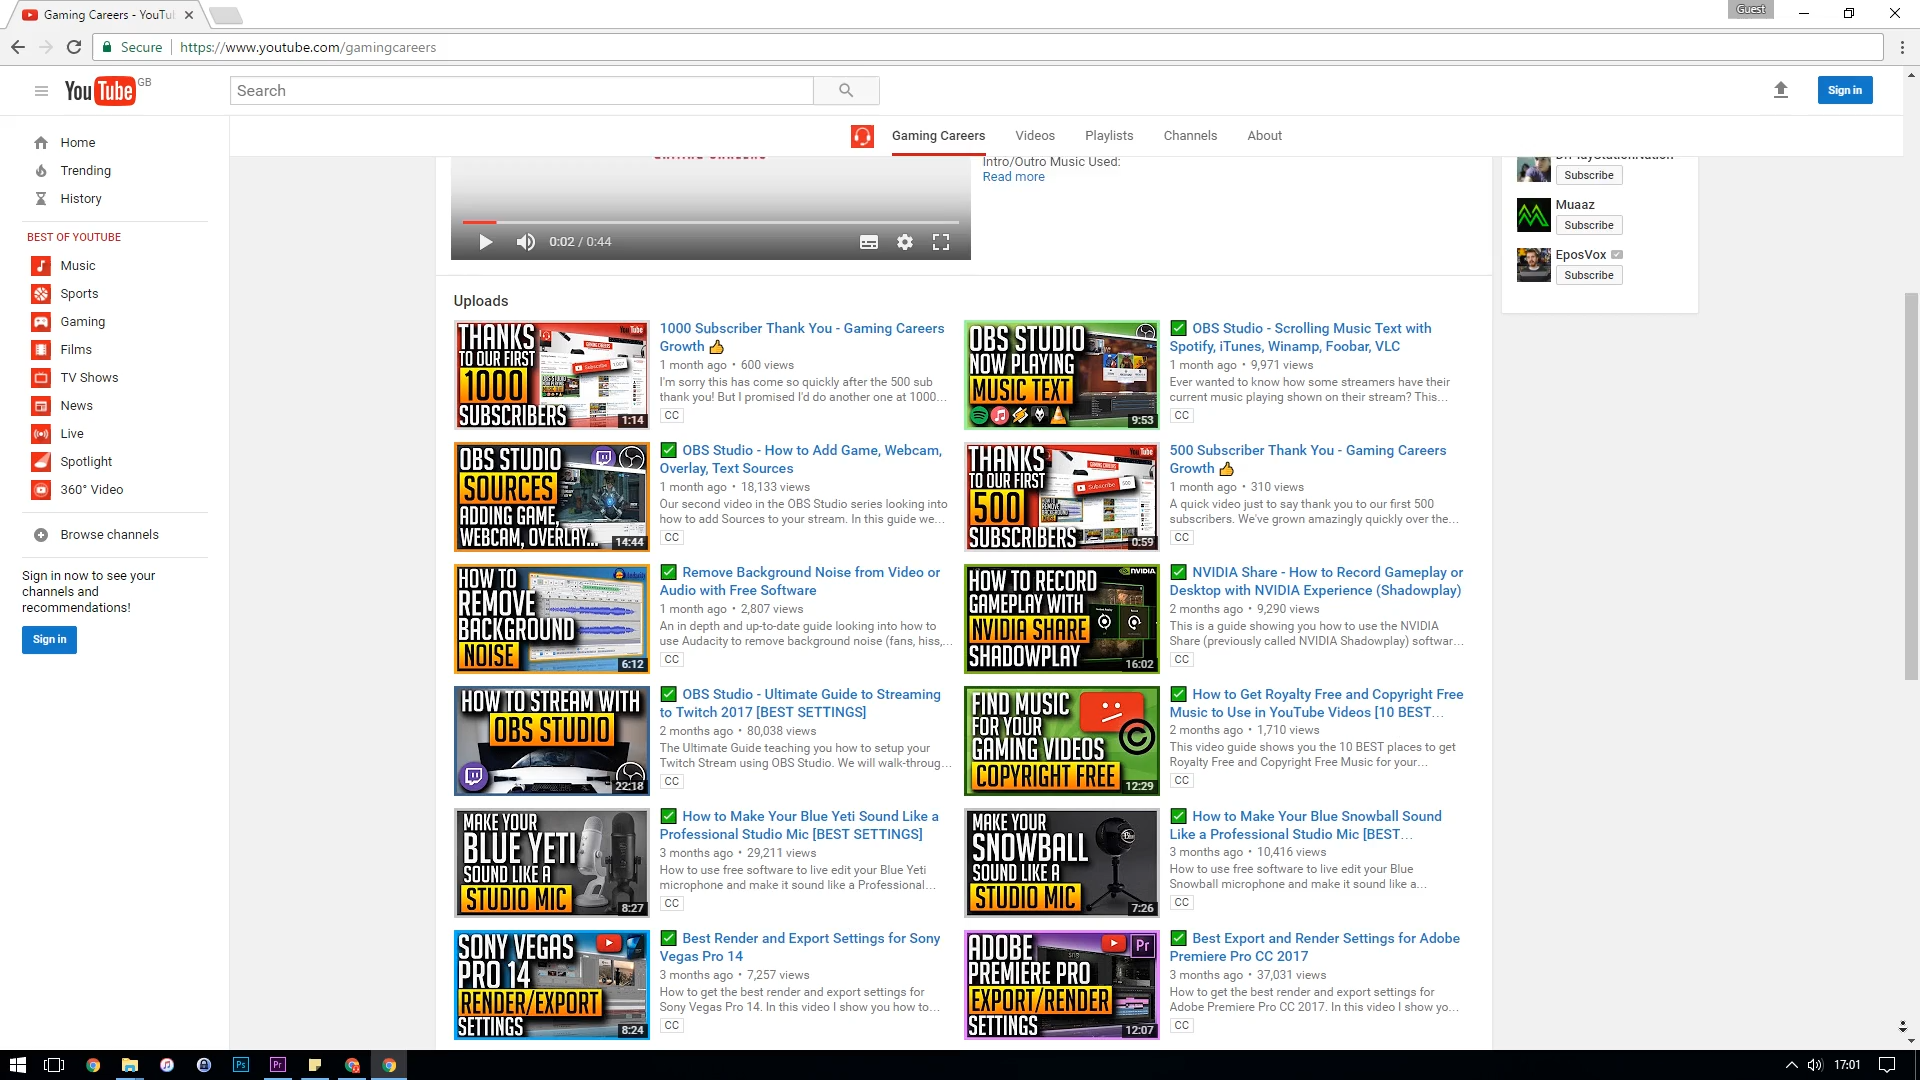 Gaming Careers - YouTu
Guest
Secure
https://www.youtube.com/gamingcareers
YouTube GB
Search
Sign in
Home
Trending
History
BEST OF YOUTUBE
Music
Sports
Gaming
Films
TV Shows
News
Live
Spotlight
360° Video
Browse channels
Sign in now to see your
channels and
recommendations!
Sign in
Gaming Careers
Videos
Playlists
Channels
About
Intro/Outro Music Used:
Read more
0:02 / 0:44
Subscribe
Muaaz
Subscribe
EposVox
Subscribe
Uploads
THANKS
TO OUR FIRST
1000
SUBSCRIBERS
1:14
1000 Subscriber Thank You - Gaming Careers
Growth 👍
1 month ago • 600 views
I'm sorry this has come so quickly after the 500 sub
thank you! But I promised I'd do another one at 1000...
CC
OBS STUDIO
NOW PLAYING
MUSIC TEXT
9:53
✅ OBS Studio - Scrolling Music Text with
Spotify, iTunes, Winamp, Foobar, VLC
1 month ago • 9,971 views
Ever wanted to know how some streamers have their
current music playing shown on their stream? This...
CC
OBS STUDIO
SOURCES
ADDING GAME,
WEBCAM, OVERLAY...
14:44
✅ OBS Studio - How to Add Game, Webcam,
Overlay, Text Sources
1 month ago • 18,133 views
Our second video in the OBS Studio series looking into
how to add Sources to your stream. In this guide we...
CC
THANKS
TO OUR FIRST
500
SUBSCRIBERS
0:59
500 Subscriber Thank You - Gaming Careers
Growth 👍
1 month ago • 310 views
A quick video just to say thank you to our first 500
subscribers. We've grown amazingly quickly over the...
CC
HOW TO
REMOVE
BACKGROUND
NOISE
6:12
✅ Remove Background Noise from Video or
Audio with Free Software
1 month ago • 2,807 views
An in depth and up-to-date guide looking into how to
use Audacity to remove background noise (fans, hiss,...
CC
HOW TO RECORD
GAMEPLAY WITH
NVIDIA SHARE
SHADOWPLAY
NVIDIA
16:02
✅ NVIDIA Share - How to Record Gameplay or
Desktop with NVIDIA Experience (Shadowplay)
2 months ago • 9,290 views
This is a guide showing you how to use the NVIDIA
Share (previously called NVIDIA Shadowplay) softwar...
CC
HOW TO STREAM WITH
OBS STUDIO
22:18
✅ OBS Studio - Ultimate Guide to Streaming
to Twitch 2017 [BEST SETTINGS]
2 months ago • 80,038 views
The Ultimate Guide teaching you how to setup your
Twitch Stream using OBS Studio. We will walk-throug...
CC
FIND MUSIC
FOR YOUR
GAMING VIDEOS
COPYRIGHT FREE
12:29
✅ How to Get Royalty Free and Copyright Free
Music to Use in YouTube Videos [10 BEST...
2 months ago • 1,710 views
This video guide shows you the 10 BEST places to get
Royalty Free and Copyright Free Music for your...
CC
MAKE YOUR
BLUE YETI
SOUND LIKE A
STUDIO MIC
8:27
✅ How to Make Your Blue Yeti Sound Like a
Professional Studio Mic [BEST SETTINGS]
3 months ago • 29,211 views
How to use free software to live edit your Blue Yeti
microphone and make it sound like a Professional...
CC
MAKE YOUR
SNOWBALL
SOUND LIKE A
STUDIO MIC
7:26
✅ How to Make Your Blue Snowball Sound
Like a Professional Studio Mic [BEST...
3 months ago • 10,416 views
How to use free software to live edit your Blue
Snowball microphone and make it sound like a...
CC
SONY VEGAS
PRO 14
RENDER/EXPORT
SETTINGS
8:24
✅ Best Render and Export Settings for Sony
Vegas Pro 14
3 months ago • 7,257 views
How to get the best render and export settings for
Sony Vegas Pro 14. In this video I show you how to...
CC
ADOBE
PREMIERE PRO
EXPORT/RENDER
SETTINGS
Pr
12:07
✅ Best Export and Render Settings for Adobe
Premiere Pro CC 2017
3 months ago • 37,031 views
How to get the best render and export settings for
Adobe Premiere Pro CC 2017. In this video I show yo...
CC
Ps
Pr
17:01